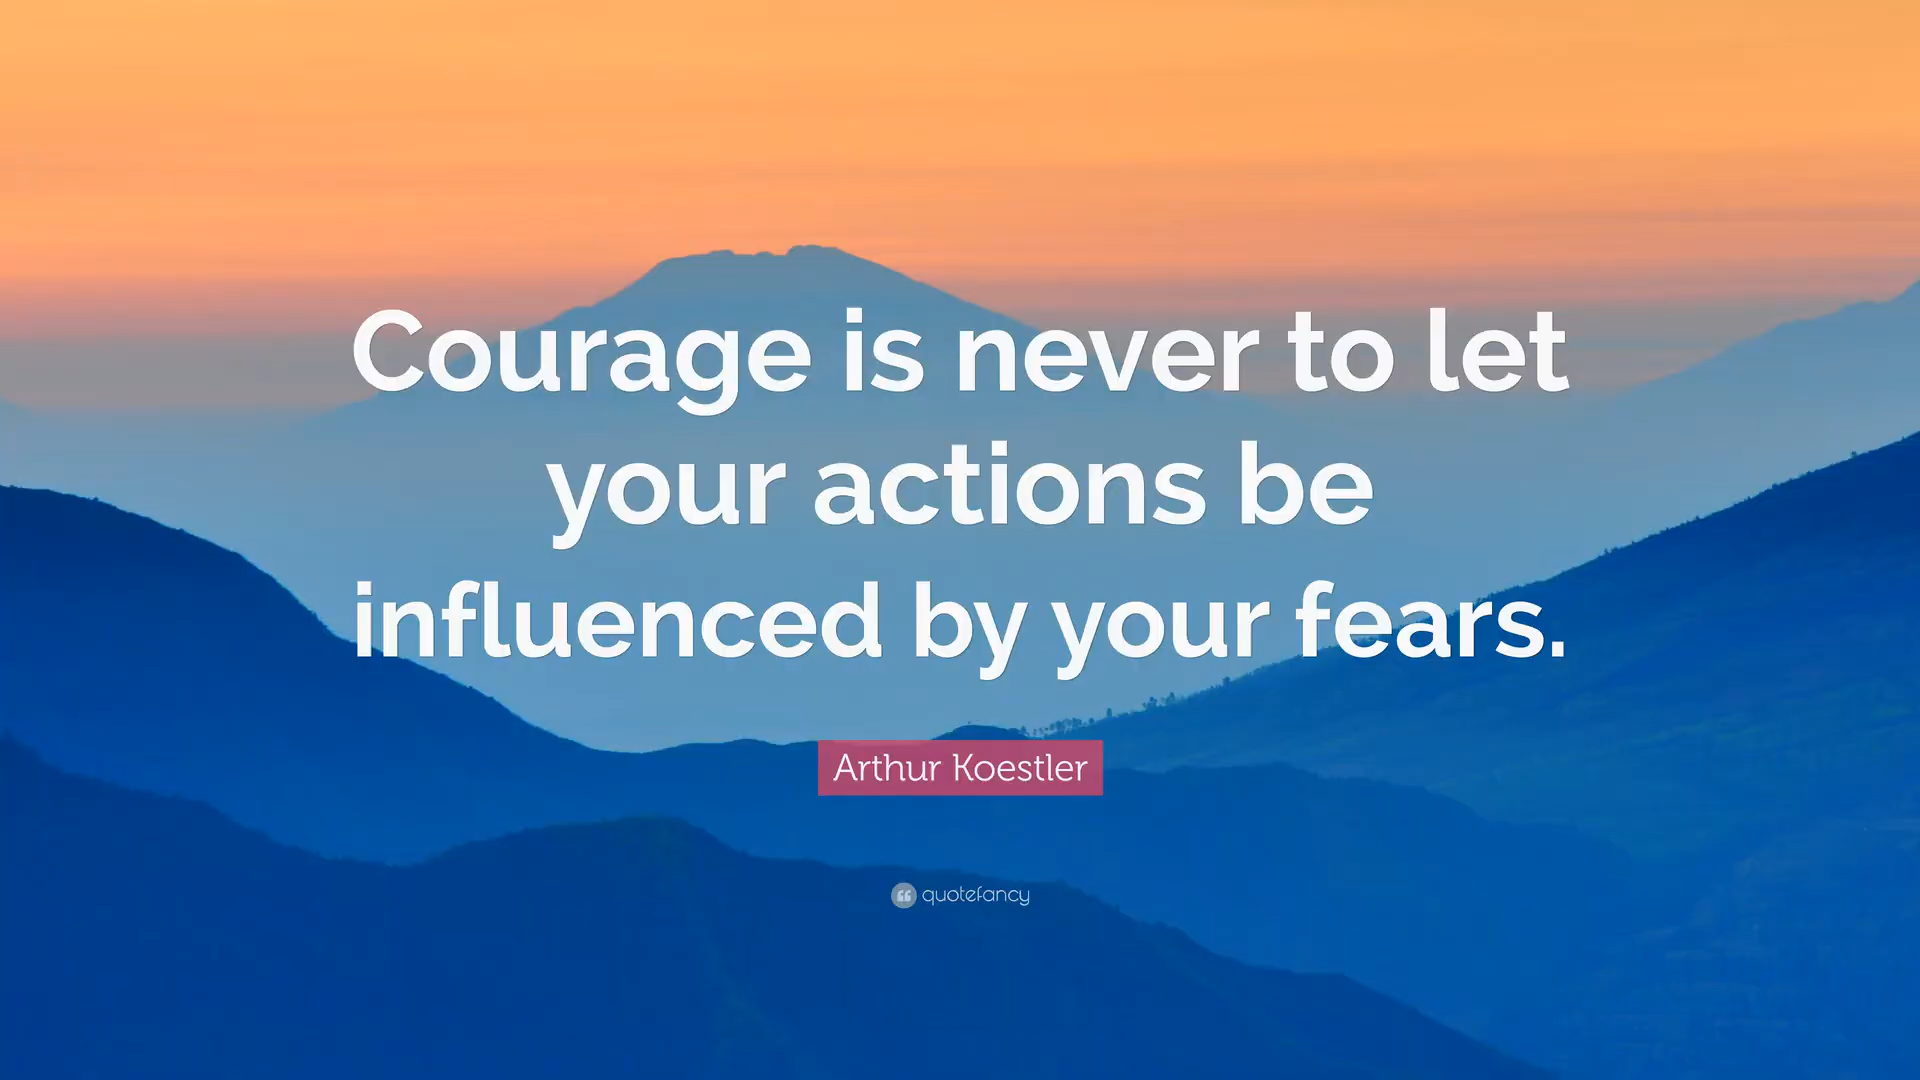 Courage is never to let
your actions be
influenced by your fears.
Arthur Koestler
quotefancy